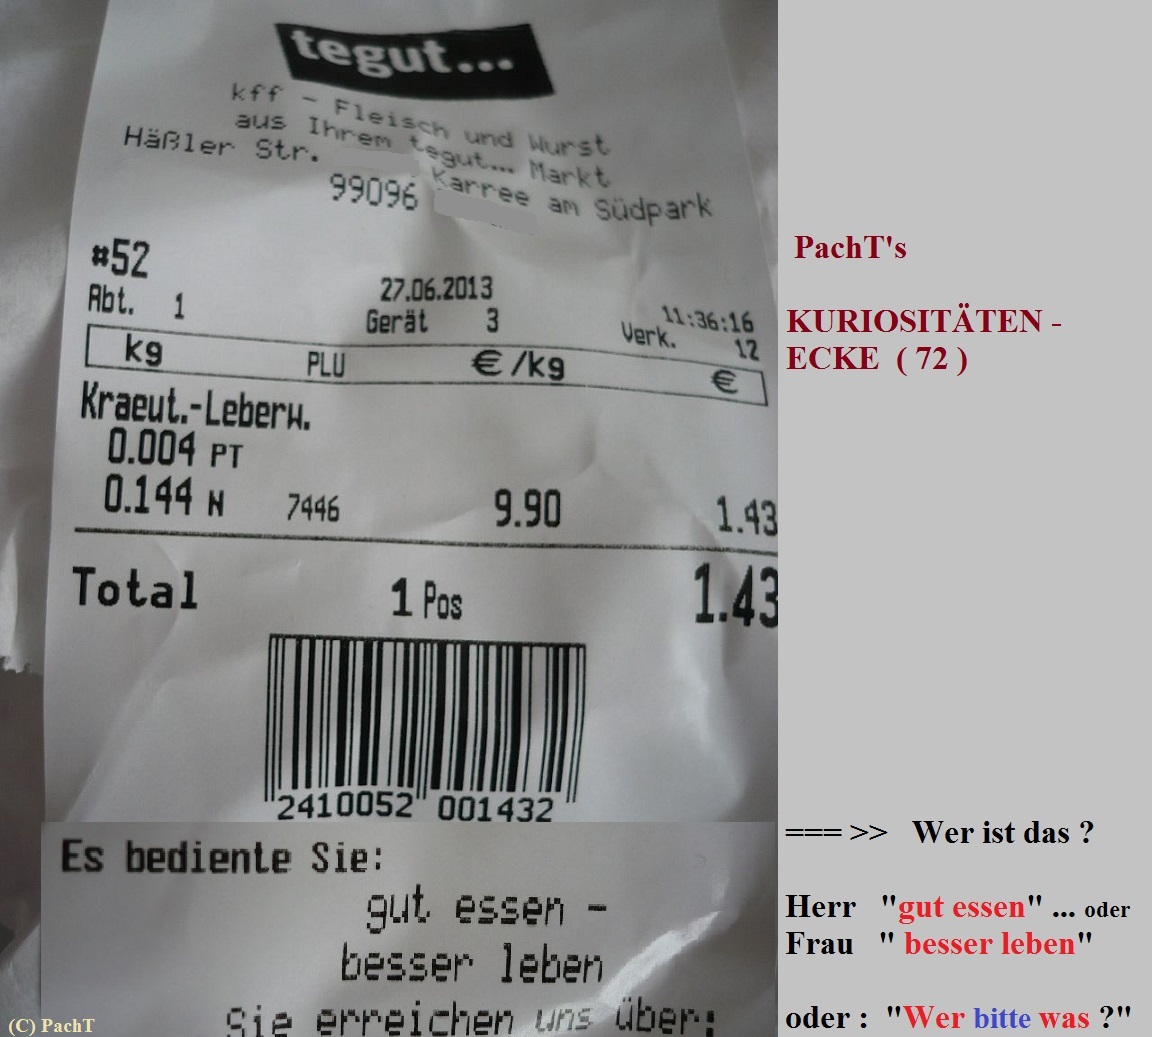 tegut...
kff - Fleisch und Wurst
aus Ihrem tegut... Markt
Häßler Str. Karree am Südpark
99096
#52
27.06.2013 11:36:16
Abt. 1 Gerät 3 Verk. 12
kg PLU €/kg €
Kraeut.-Leberw.
0.004 PT
0.144 N 7446 9.90 1.43
Total 1 Pos 1.43
2410052 001432
Es bediente Sie:
gut essen -
besser leben
Sie erreichen uns über:
(C) PachT
PachT's
KURIOSITÄTEN -
ECKE ( 72 )
=== >> Wer ist das ?
Herr "gut essen" ... oder
Frau " besser leben"
oder : "Wer bitte was ?"